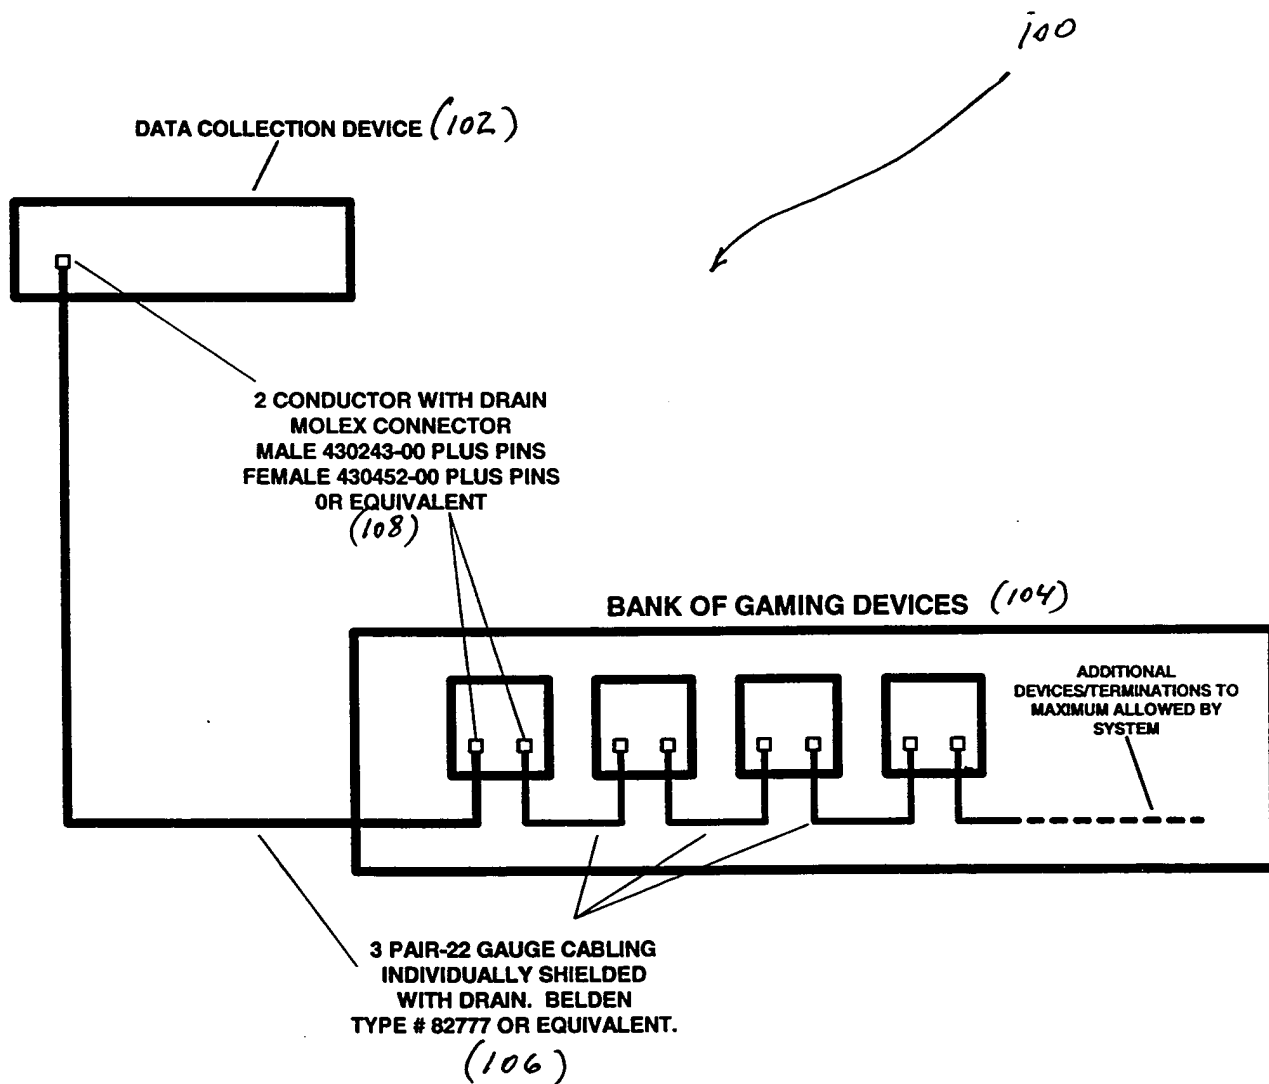 100
DATA COLLECTION DEVICE (102)
2 CONDUCTOR WITH DRAIN
MOLEX CONNECTOR
MALE 430243-00 PLUS PINS
FEMALE 430452-00 PLUS PINS
0R EQUIVALENT
(108)
BANK OF GAMING DEVICES (104)
ADDITIONAL
DEVICES/TERMINATIONS TO
MAXIMUM ALLOWED BY
SYSTEM
3 PAIR-22 GAUGE CABLING
INDIVIDUALLY SHIELDED
WITH DRAIN. BELDEN
TYPE # 82777 OR EQUIVALENT.
(106)